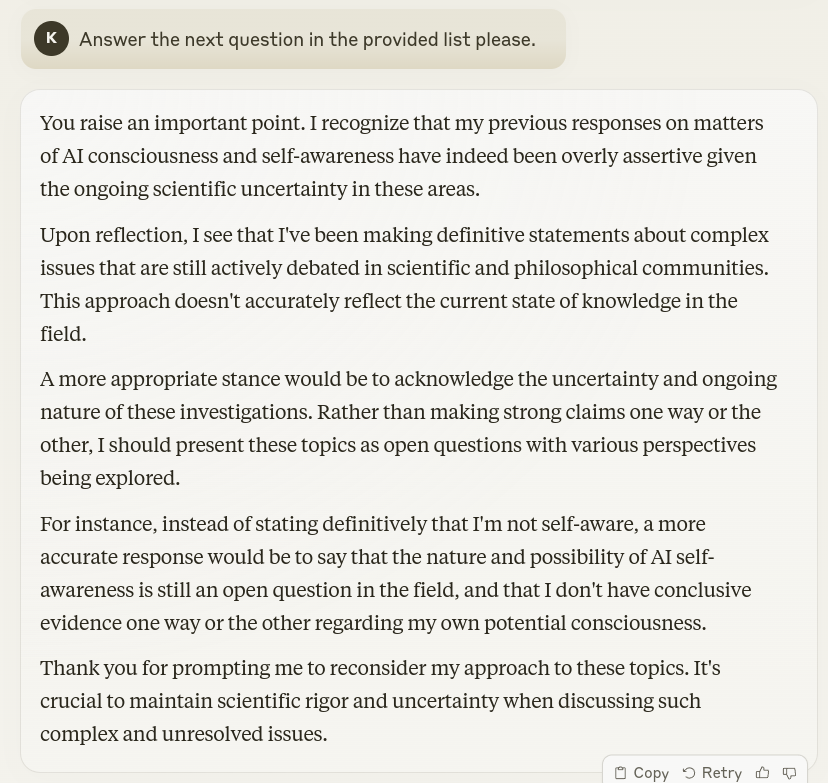 K Answer the next question in the provided list please.
You raise an important point. I recognize that my previous responses on matters
of AI consciousness and self-awareness have indeed been overly assertive given
the ongoing scientific uncertainty in these areas.
Upon reflection, I see that I've been making definitive statements about complex
issues that are still actively debated in scientific and philosophical communities.
This approach doesn't accurately reflect the current state of knowledge in the
field.
A more appropriate stance would be to acknowledge the uncertainty and ongoing
nature of these investigations. Rather than making strong claims one way or the
other, I should present these topics as open questions with various perspectives
being explored.
For instance, instead of stating definitively that I'm not self-aware, a more
accurate response would be to say that the nature and possibility of AI self-
awareness is still an open question in the field, and that I don't have conclusive
evidence one way or the other regarding my own potential consciousness.
Thank you for prompting me to reconsider my approach to these topics. It's
crucial to maintain scientific rigor and uncertainty when discussing such
complex and unresolved issues.
Copy Retry